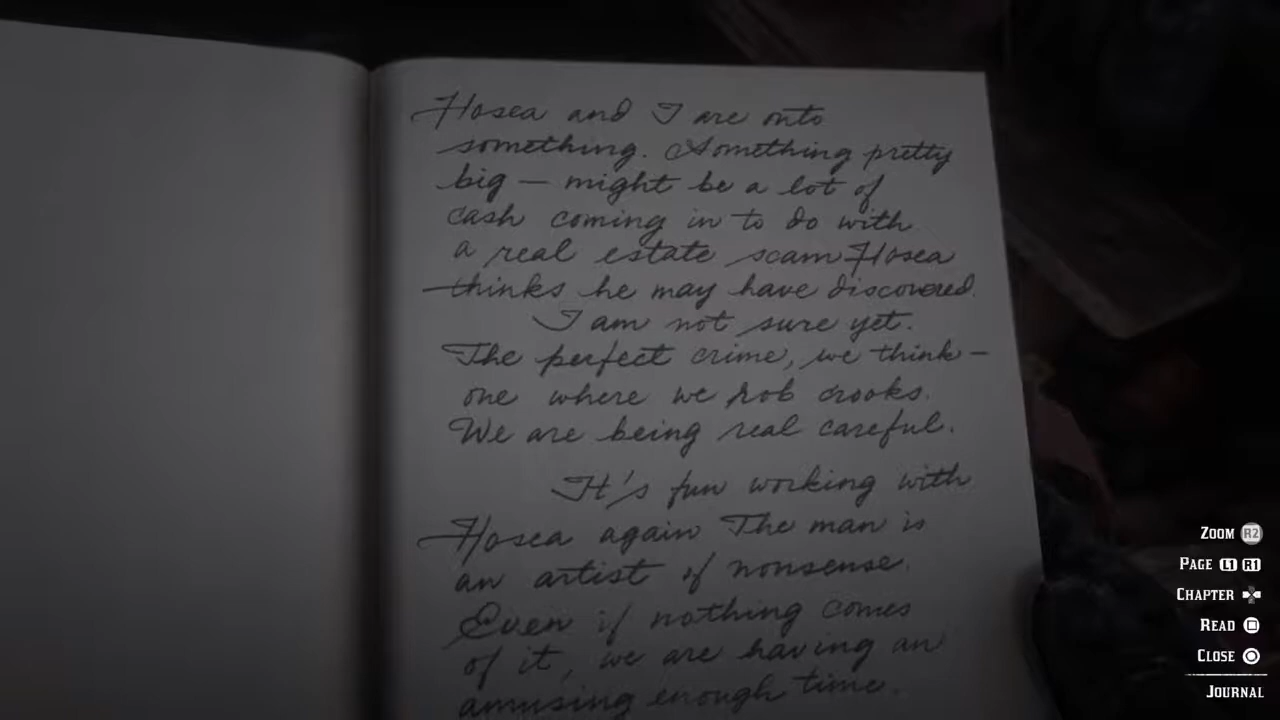 Hosea and I are onto
something. Something pretty
big — might be a lot of
cash coming in to do with
a real estate scam Hosea
thinks he may have discovered.
I am not sure yet.
The perfect crime, we think —
one where we rob crooks.
We are being real careful.
It's fun working with
Hosea again The man is
an artist of nonsense.
Even if nothing comes
of it, we are having an
amusing enough time.
ZOOM R2
PAGE L1 R1
CHAPTER
READ
CLOSE
JOURNAL